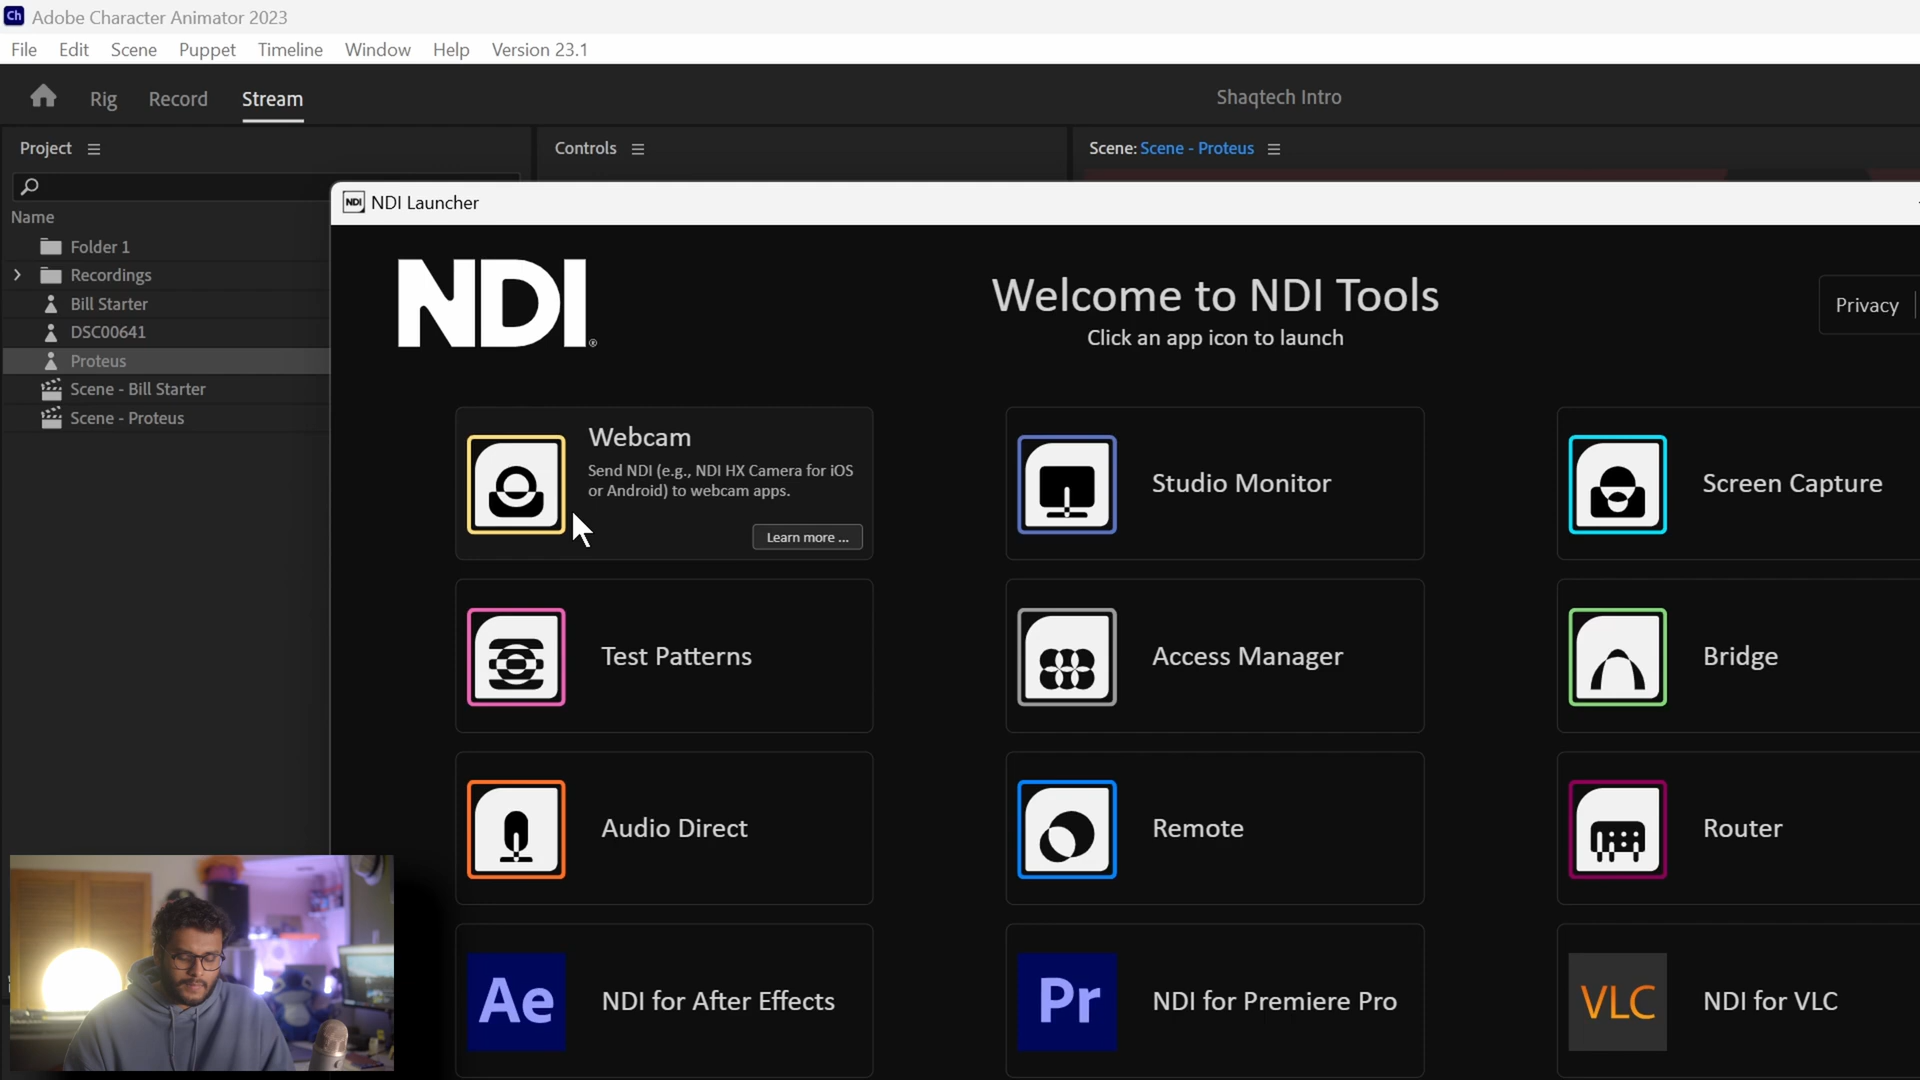 Ch Adobe Character Animator 2023
File Edit Scene Puppet Timeline Window Help Version 23.1
Rig Record Stream
Shaqtech Intro
Project
Controls
Scene: Scene - Proteus
Name
Folder 1
Recordings
Bill Starter
DSC00641
Proteus
Scene - Bill Starter
Scene - Proteus
NDI NDI Launcher
NDI®
Welcome to NDI Tools
Click an app icon to launch
Privacy
Webcam
Send NDI (e.g., NDI HX Camera for iOS
or Android) to webcam apps.
Learn more ...
Studio Monitor
Screen Capture
Test Patterns
Access Manager
Bridge
Audio Direct
Remote
Router
Ae NDI for After Effects
Pr NDI for Premiere Pro
VLC NDI for VLC